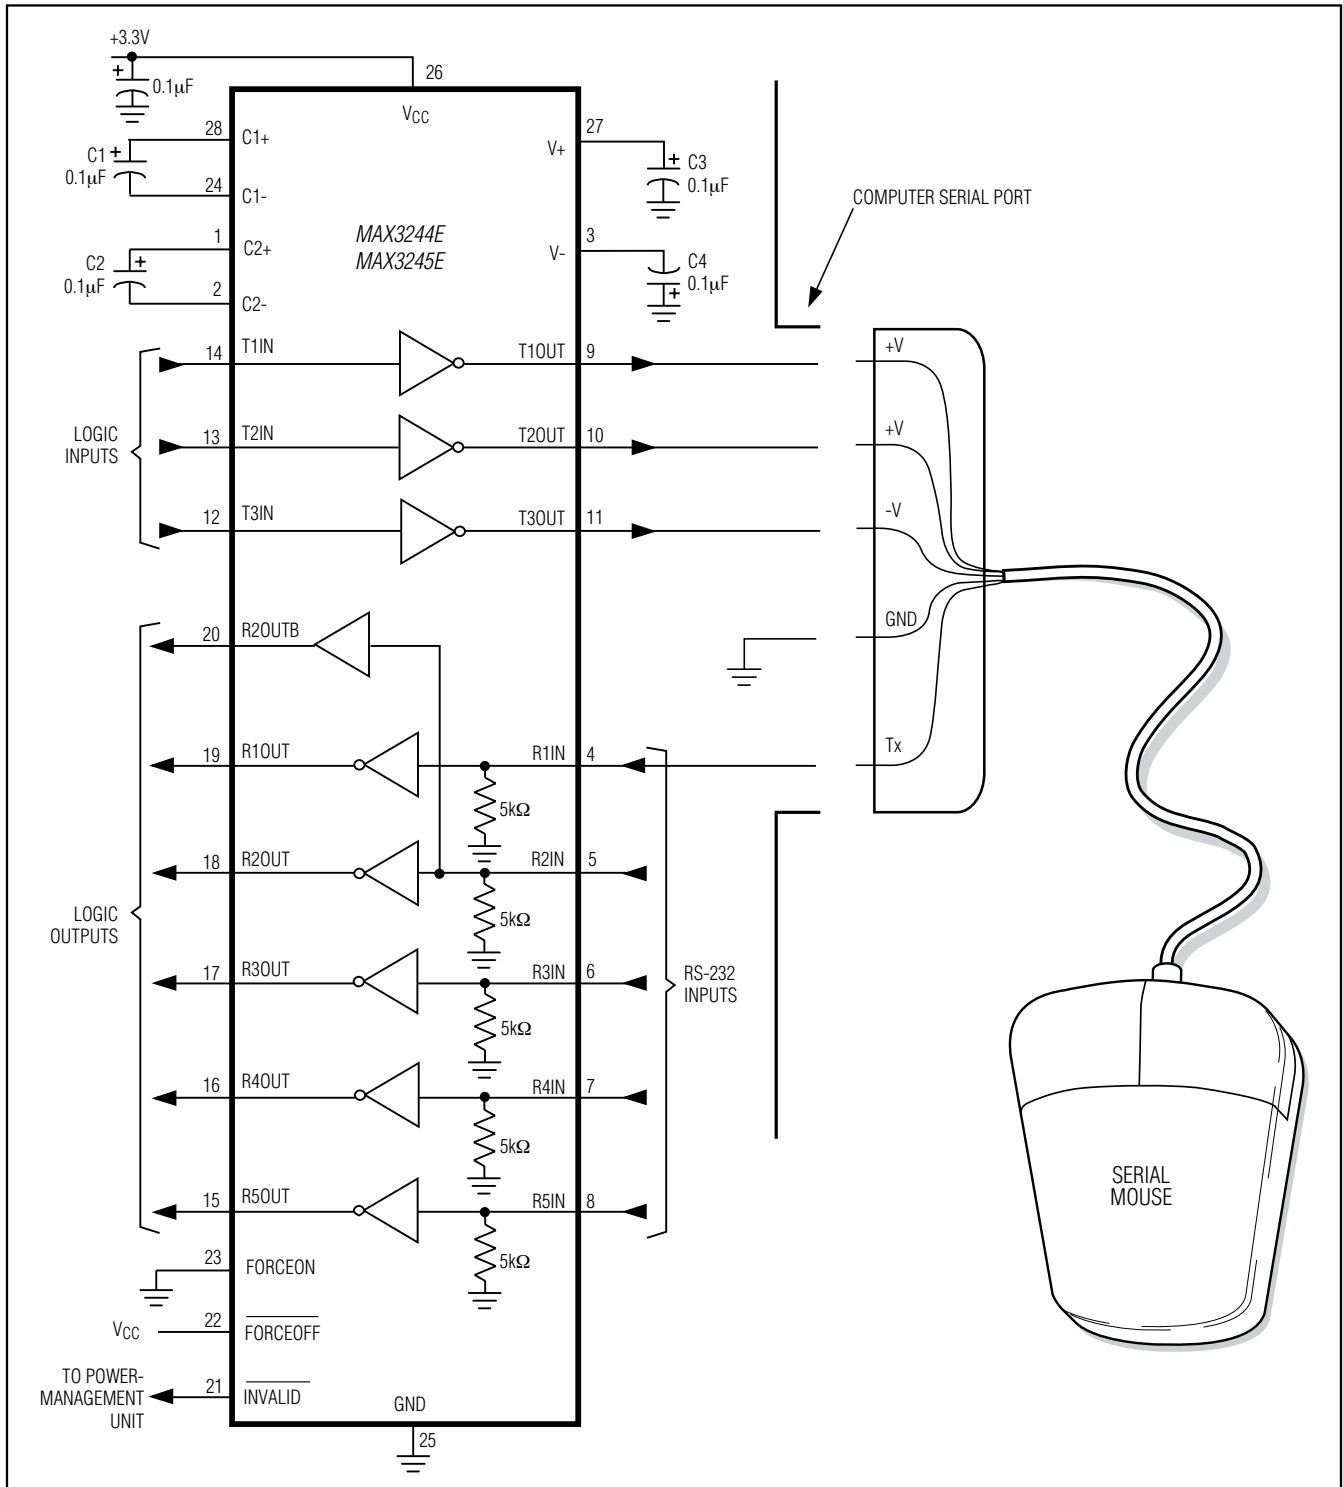 +3.3V
0.1µF
26
VCC
28
C1+
C1
0.1µF
24
C1-
1
C2+
C2
0.1µF
2
C2-
27
V+
C3
0.1µF
3
V-
C4
0.1µF
MAX3244E
MAX3245E
COMPUTER SERIAL PORT
LOGIC
INPUTS
14
T1IN
T1OUT
9
13
T2IN
T2OUT
10
12
T3IN
T3OUT
11
+V
+V
-V
GND
Tx
LOGIC
OUTPUTS
20
R2OUTB
19
R1OUT
R1IN
4
5kΩ
18
R2OUT
R2IN
5
5kΩ
17
R3OUT
R3IN
6
5kΩ
16
R4OUT
R4IN
7
5kΩ
15
R5OUT
R5IN
8
5kΩ
RS-232
INPUTS
23
FORCEON
VCC
22
FORCEOFF
TO POWER-
MANAGEMENT
UNIT
21
INVALID
GND
25
SERIAL
MOUSE